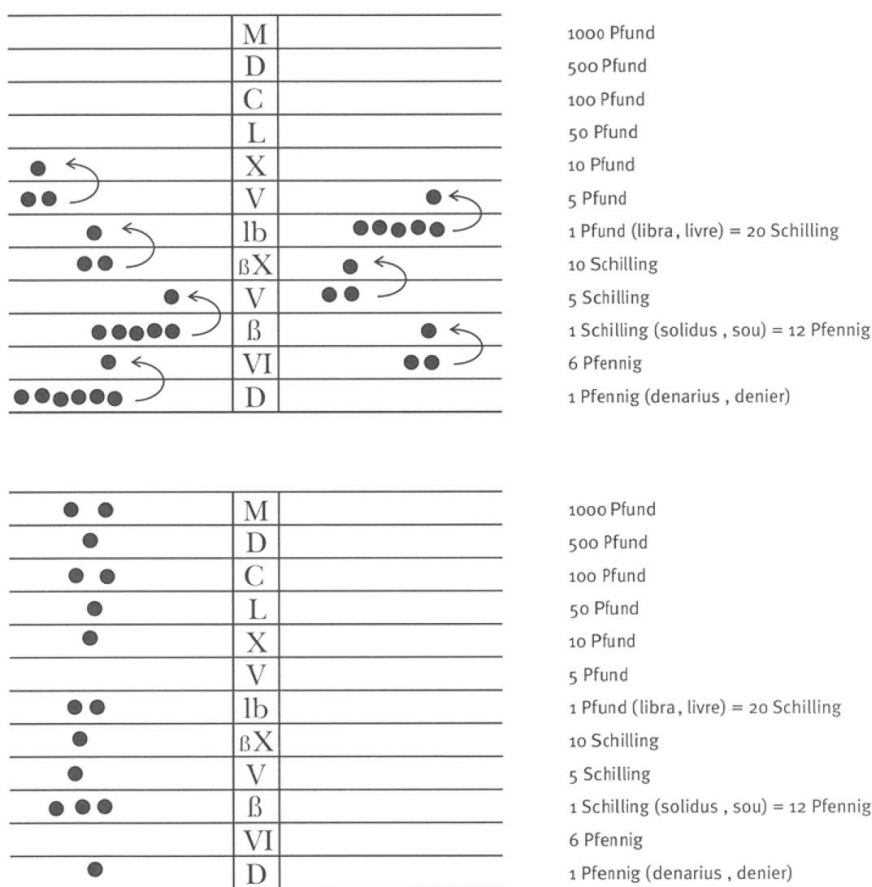 M 1000 Pfund
D 500 Pfund
C 100 Pfund
L 50 Pfund
X 10 Pfund
V 5 Pfund
lb 1 Pfund (libra, livre) = 20 Schilling
ßX 10 Schilling
V 5 Schilling
ß 1 Schilling (solidus , sou) = 12 Pfennig
VI 6 Pfennig
D 1 Pfennig (denarius , denier)
M 1000 Pfund
D 500 Pfund
C 100 Pfund
L 50 Pfund
X 10 Pfund
V 5 Pfund
lb 1 Pfund (libra, livre) = 20 Schilling
ßX 10 Schilling
V 5 Schilling
ß 1 Schilling (solidus , sou) = 12 Pfennig
VI 6 Pfennig
D 1 Pfennig (denarius , denier)